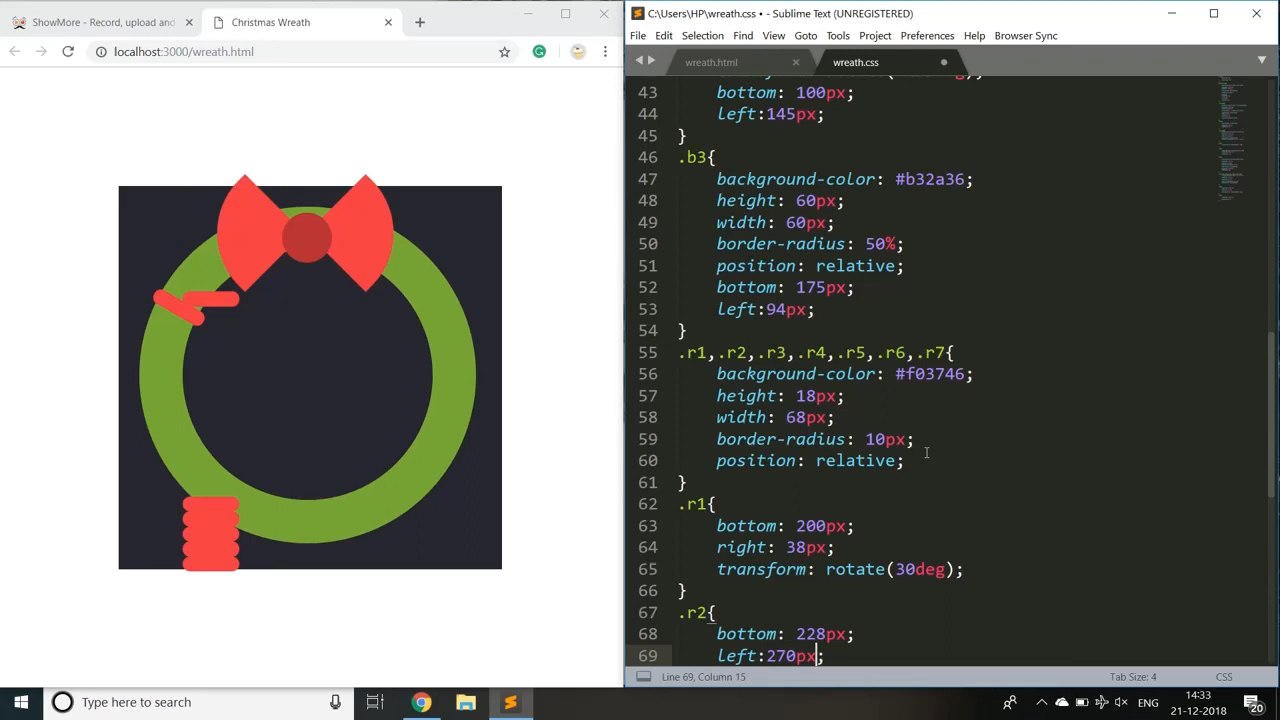 ShowMore - Record, upload and
Christmas Wreath
localhost:3000/wreath.html
C:\Users\HP\wreath.css • - Sublime Text (UNREGISTERED)
File Edit Selection Find View Goto Tools Project Preferences Help Browser Sync
wreath.html
wreath.css
43 bottom: 100px;
44 left:145px;
45 }
46 .b3{
47 background-color: #b32a36;
48 height: 60px;
49 width: 60px;
50 border-radius: 50%;
51 position: relative;
52 bottom: 175px;
53 left:94px;
54 }
55 .r1,.r2,.r3,.r4,.r5,.r6,.r7{
56 background-color: #f03746;
57 height: 18px;
58 width: 68px;
59 border-radius: 10px;
60 position: relative;
61 }
62 .r1{
63 bottom: 200px;
64 right: 38px;
65 transform: rotate(30deg);
66 }
67 .r2{
68 bottom: 228px;
69 left:270px;
Line 69, Column 15
Tab Size: 4
CSS
Type here to search
ENG
14:33
21-12-2018
20